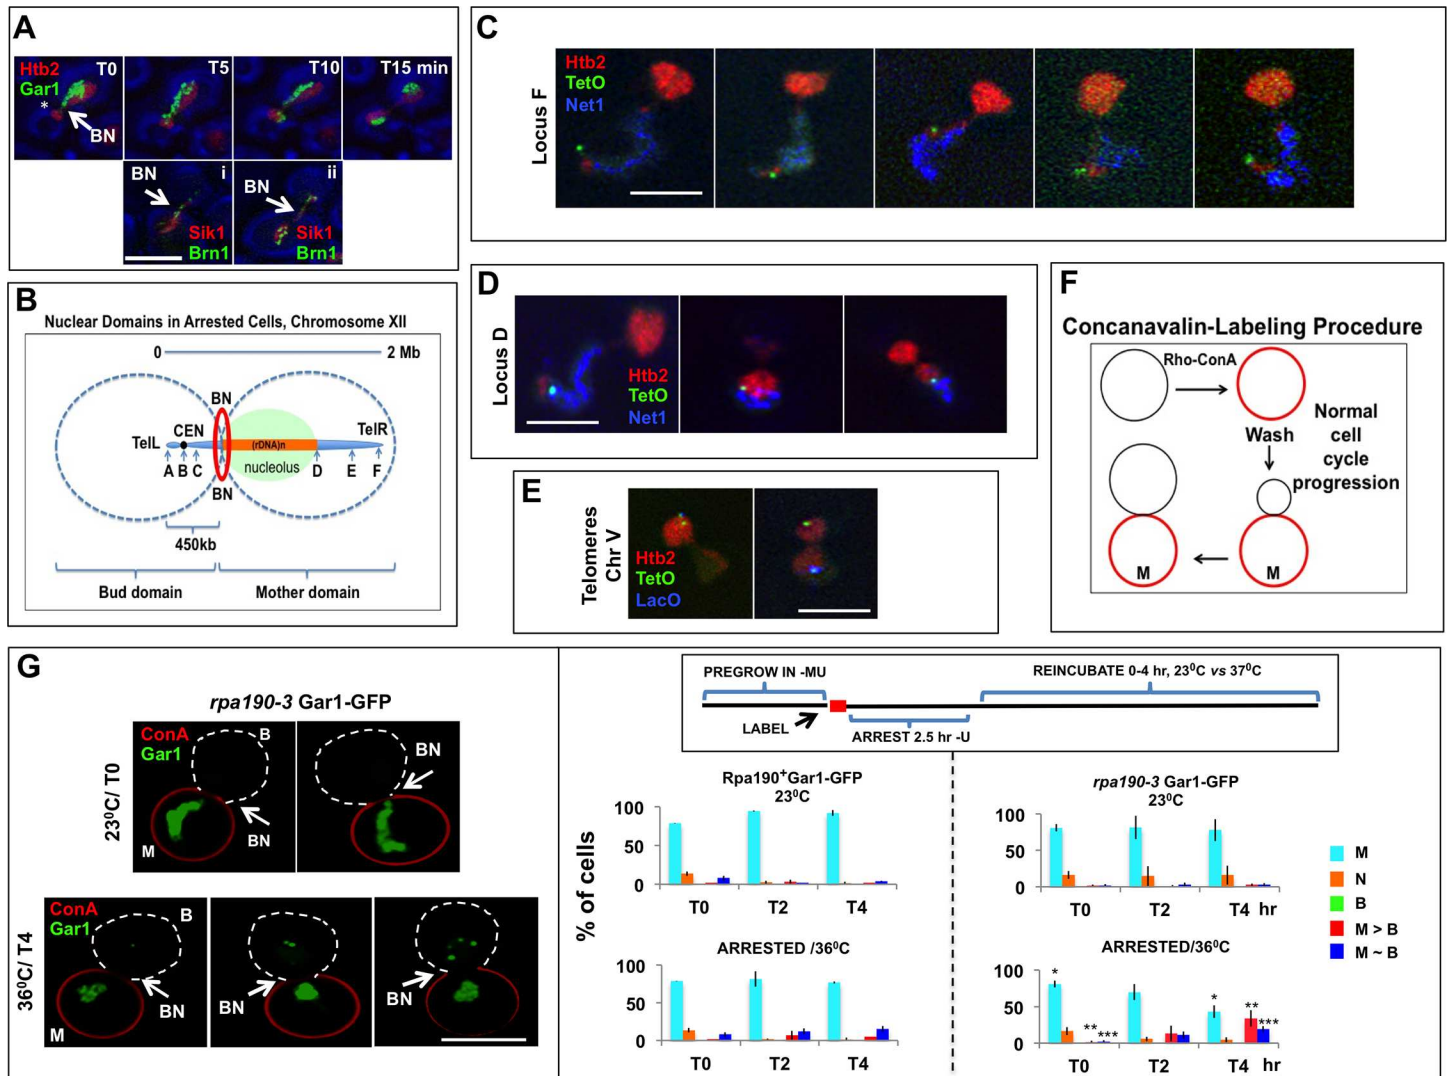 A
Htb2
Gar1
*
T0
BN
T5
T10
T15 min
BN
i
Sik1
Brn1
BN
ii
Sik1
Brn1
B
Nuclear Domains in Arrested Cells, Chromosome XII
0
2 Mb
BN
CEN
TelL
TelR
(rDNA)n
nucleolus
A B C
D E F
BN
450kb
Bud domain
Mother domain
C
Locus F
Htb2
TetO
Net1
D
Locus D
Htb2
TetO
Net1
E
Telomeres
Chr V
Htb2
TetO
LacO
F
Concanavalin-Labeling Procedure
Rho-ConA
Normal
cell
cycle
progression
Wash
M
M
G
rpa190-3 Gar1-GFP
23⁰C/ T0
ConA
Gar1
B
BN
M
BN
36⁰C/ T4
ConA
Gar1
B
BN
M
BN
BN
PREGROW IN -MU
REINCUBATE 0-4 hr, 23⁰C vs 37⁰C
LABEL
ARREST 2.5 hr -U
% of cells
Rpa190⁺Gar1-GFP
23⁰C
100
50
0
T0 T2 T4
ARRESTED /36⁰C
100
50
0
T0 T2 T4
rpa190-3 Gar1-GFP
23⁰C
100
50
0
T0 T2 T4 hr
ARRESTED/36⁰C
100
50
0
*
**
***
*
**
***
T0 T2 T4 hr
M
N
B
M > B
M ~ B